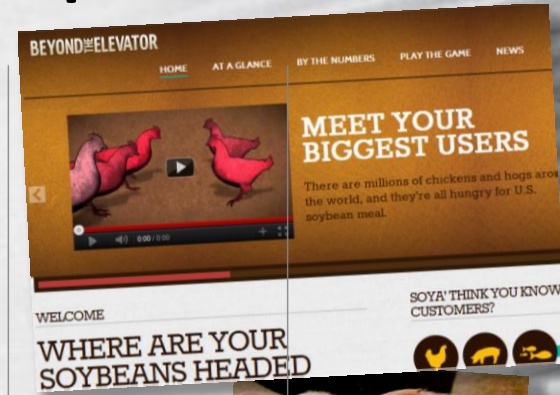 BEYOND THE ELEVATOR
HOME
AT A GLANCE
BY THE NUMBERS
PLAY THE GAME
NEWS
MEET YOUR
BIGGEST USERS
There are millions of chickens and hogs
the world, and they're all hungry for U.S.
soybean meal.
0:00 / 0:00
WELCOME
WHERE ARE YOUR
SOYBEANS HEADED
SOYA' THINK YOU KNOW
CUSTOMERS?